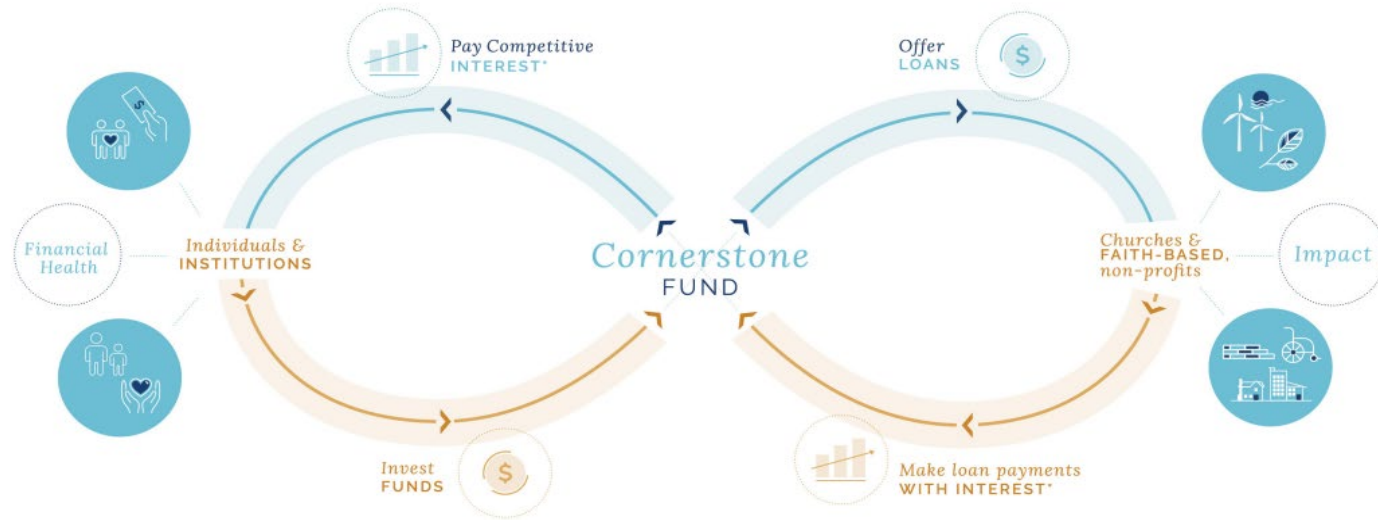 Pay Competitive
INTEREST*
Offer
LOANS
$
$
Financial
Health
Individuals &
INSTITUTIONS
Cornerstone
FUND
Churches &
FAITH-BASED,
non-profits
Impact
Invest
FUNDS
$
Make loan payments
WITH INTEREST*